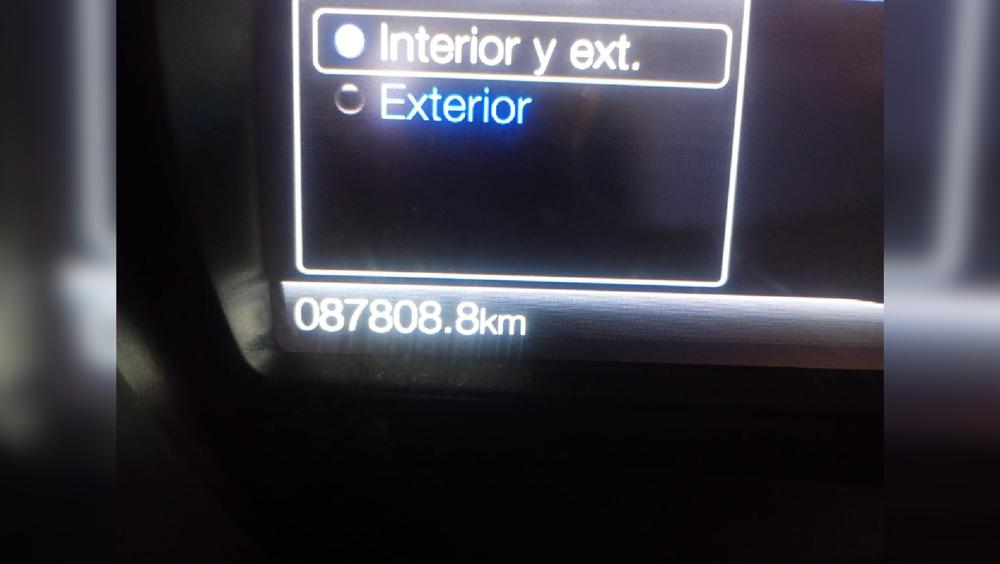 Interior y ext.
Exterior
087808.8km